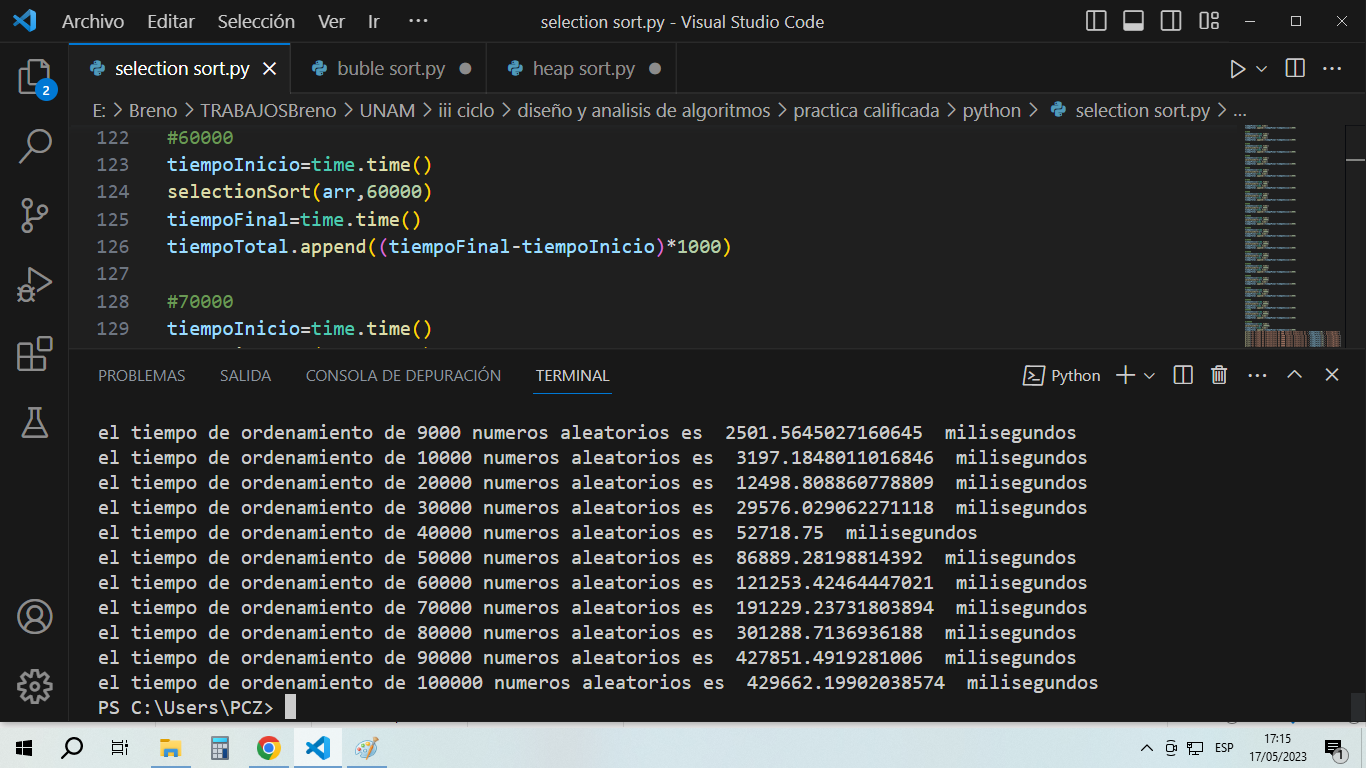 Archivo Editar Selección Ver Ir ··· selection sort.py - Visual Studio Code
selection sort.py buble sort.py heap sort.py
2
E: > Breno > TRABAJOSBreno > UNAM > iii ciclo > diseño y analisis de algoritmos > practica calificada > python > selection sort.py > ...
122 #60000
123 tiempoInicio=time.time()
124 selectionSort(arr,60000)
125 tiempoFinal=time.time()
126 tiempoTotal.append((tiempoFinal-tiempoInicio)*1000)
127
128 #70000
129 tiempoInicio=time.time()
PROBLEMAS SALIDA CONSOLA DE DEPURACIÓN TERMINAL Python
el tiempo de ordenamiento de 9000 numeros aleatorios es  2501.5645027160645  milisegundos
el tiempo de ordenamiento de 10000 numeros aleatorios es  3197.1848011016846  milisegundos
el tiempo de ordenamiento de 20000 numeros aleatorios es  12498.808860778809  milisegundos
el tiempo de ordenamiento de 30000 numeros aleatorios es  29576.029062271118  milisegundos
el tiempo de ordenamiento de 40000 numeros aleatorios es  52718.75  milisegundos
el tiempo de ordenamiento de 50000 numeros aleatorios es  86889.28198814392  milisegundos
el tiempo de ordenamiento de 60000 numeros aleatorios es  121253.42464447021  milisegundos
el tiempo de ordenamiento de 70000 numeros aleatorios es  191229.23731803894  milisegundos
el tiempo de ordenamiento de 80000 numeros aleatorios es  301288.7136936188  milisegundos
el tiempo de ordenamiento de 90000 numeros aleatorios es  427851.4919281006  milisegundos
el tiempo de ordenamiento de 100000 numeros aleatorios es  429662.19902038574  milisegundos
PS C:\Users\PCZ>
ESP 17:15
17/05/2023 1